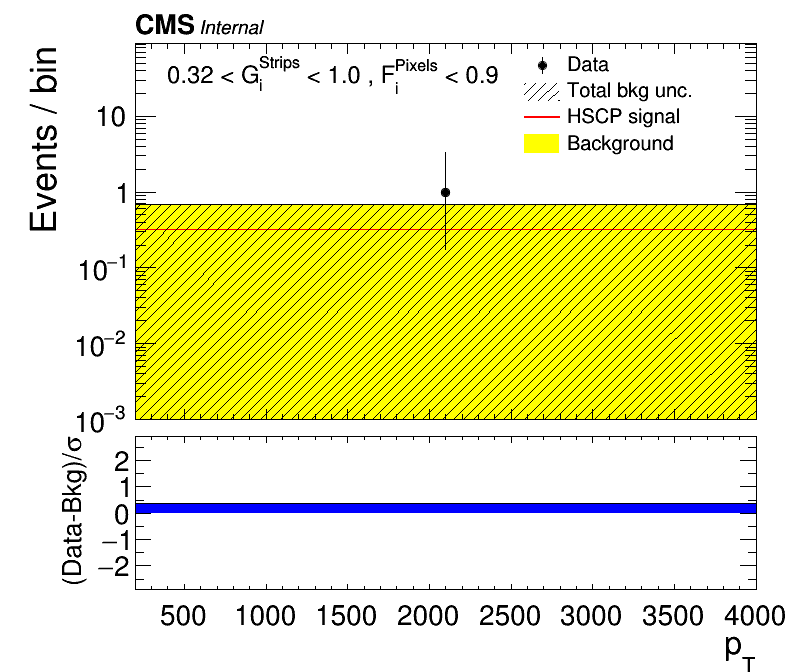 CMS Internal
Events / bin
0.32 < G_i^Strips < 1.0 , F_i^Pixels < 0.9
Data
Total bkg unc.
HSCP signal
Background
10
1
10^−1
10^−2
10^−3
(Data-Bkg)/σ
2
1
0
−1
−2
500 1000 1500 2000 2500 3000 3500 4000
p_T